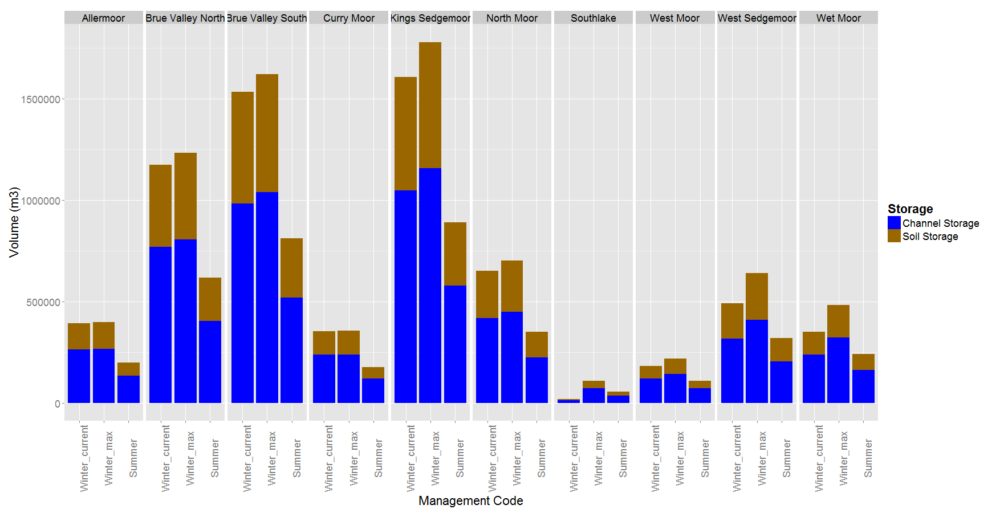 Allermoor
Brue Valley North
Brue Valley South
Curry Moor
Kings Sedgemoor
North Moor
Southlake
West Moor
West Sedgemoor
Wet Moor
Volume (m3)
1500000
1000000
500000
0
Winter_current
Winter_max
Summer
Winter_current
Winter_max
Summer
Winter_current
Winter_max
Summer
Winter_current
Winter_max
Summer
Winter_current
Winter_max
Summer
Winter_current
Winter_max
Summer
Winter_current
Winter_max
Summer
Winter_current
Winter_max
Summer
Winter_current
Winter_max
Summer
Winter_current
Winter_max
Summer
Management Code
Storage
Channel Storage
Soil Storage